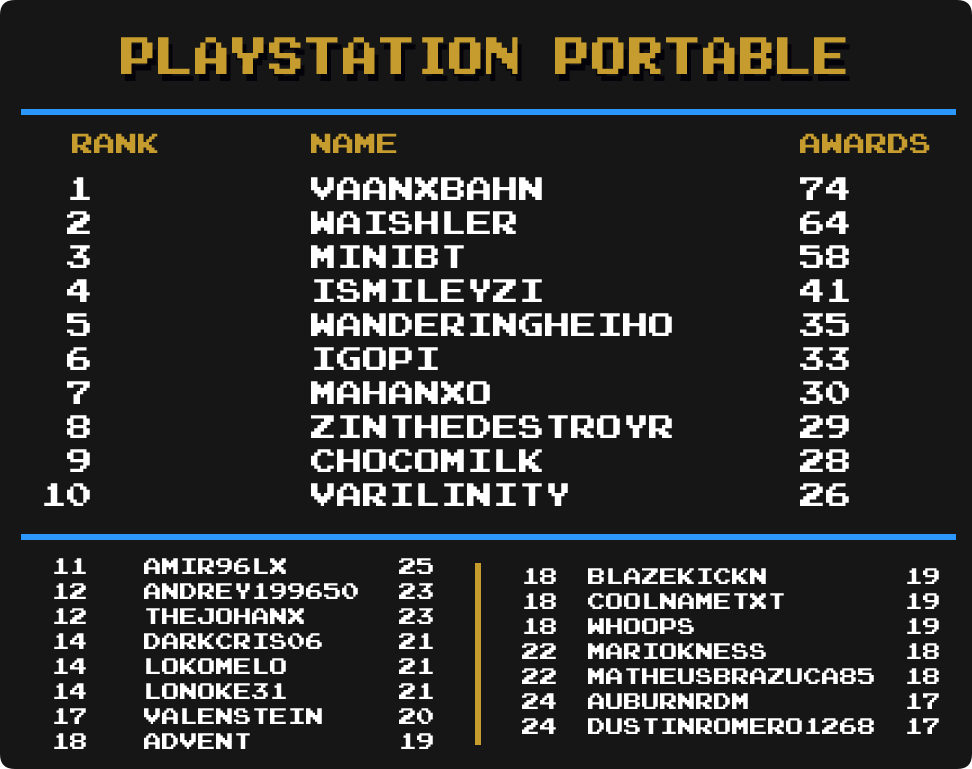 PLAYSTATION PORTABLE
RANK NAME AWARDS
1 VAANXBAHN 74
2 WAISHLER 64
3 MINIBT 58
4 ISMILEYZI 41
5 WANDERINGHEIHO 35
6 IGOPI 33
7 MAHANXO 30
8 ZINTHEDESTROYR 29
9 CHOCOMILK 28
10 VARILINITY 26
11 AMIR96LX 25
12 ANDREY199650 23
12 THEJOHANX 23
14 DARKCRIS06 21
14 LOKOMELO 21
14 LONOKE31 21
17 VALENSTEIN 20
18 ADVENT 19
18 BLAZEKICKN 19
18 COOLNAMETXT 19
18 WHOOPS 19
22 MARIOKNESS 18
22 MATHEUSBRAZUCA85 18
24 AUBURNRDM 17
24 DUSTINROMERO1268 17